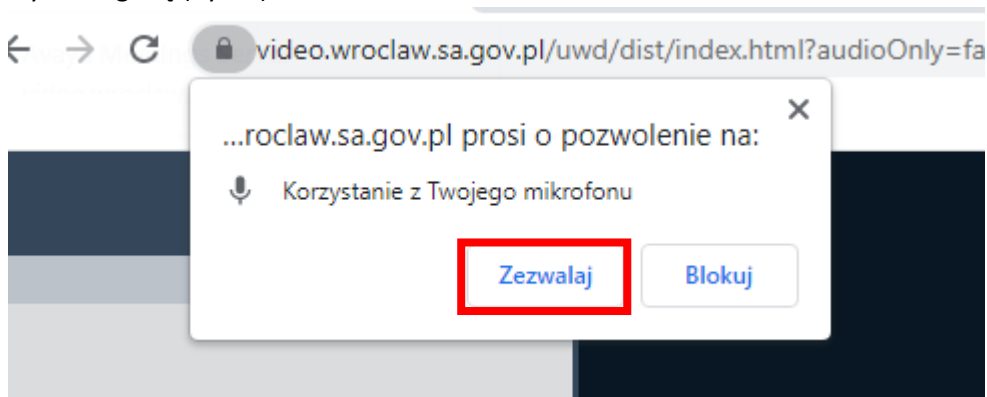 video.wroclaw.sa.gov.pl/uwd/dist/index.html?audioOnly=fa
...roclaw.sa.gov.pl prosi o pozwolenie na:
Korzystanie z Twojego mikrofonu
Zezwalaj
Blokuj